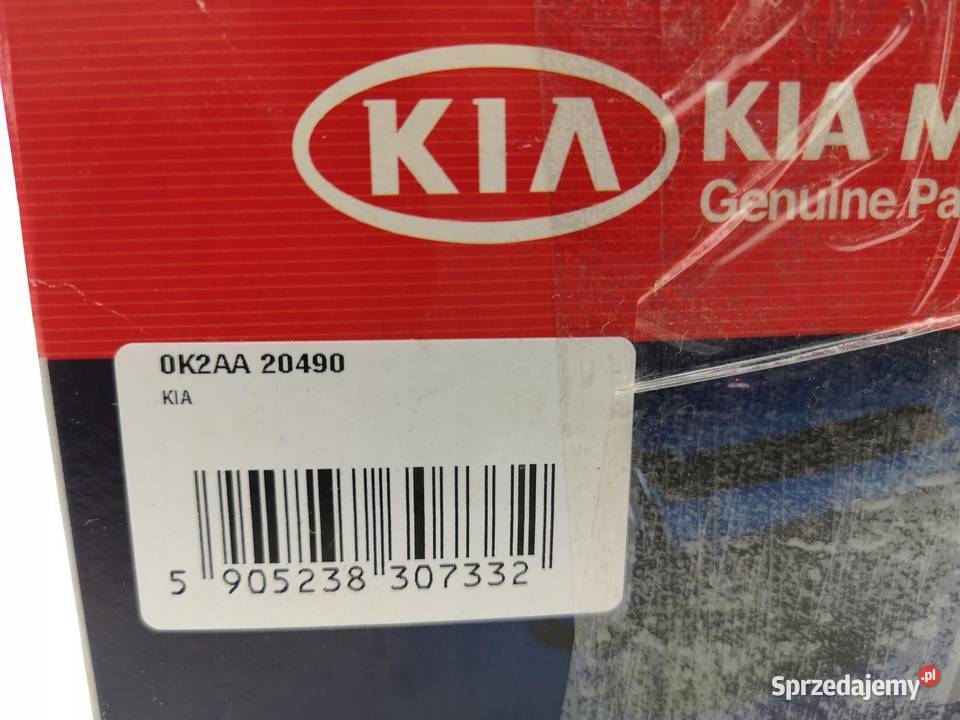 KIA
KIA M
Genuine Pa
0K2AA 20490
KIA
5 905238 307332
Sprzedajemy.pl